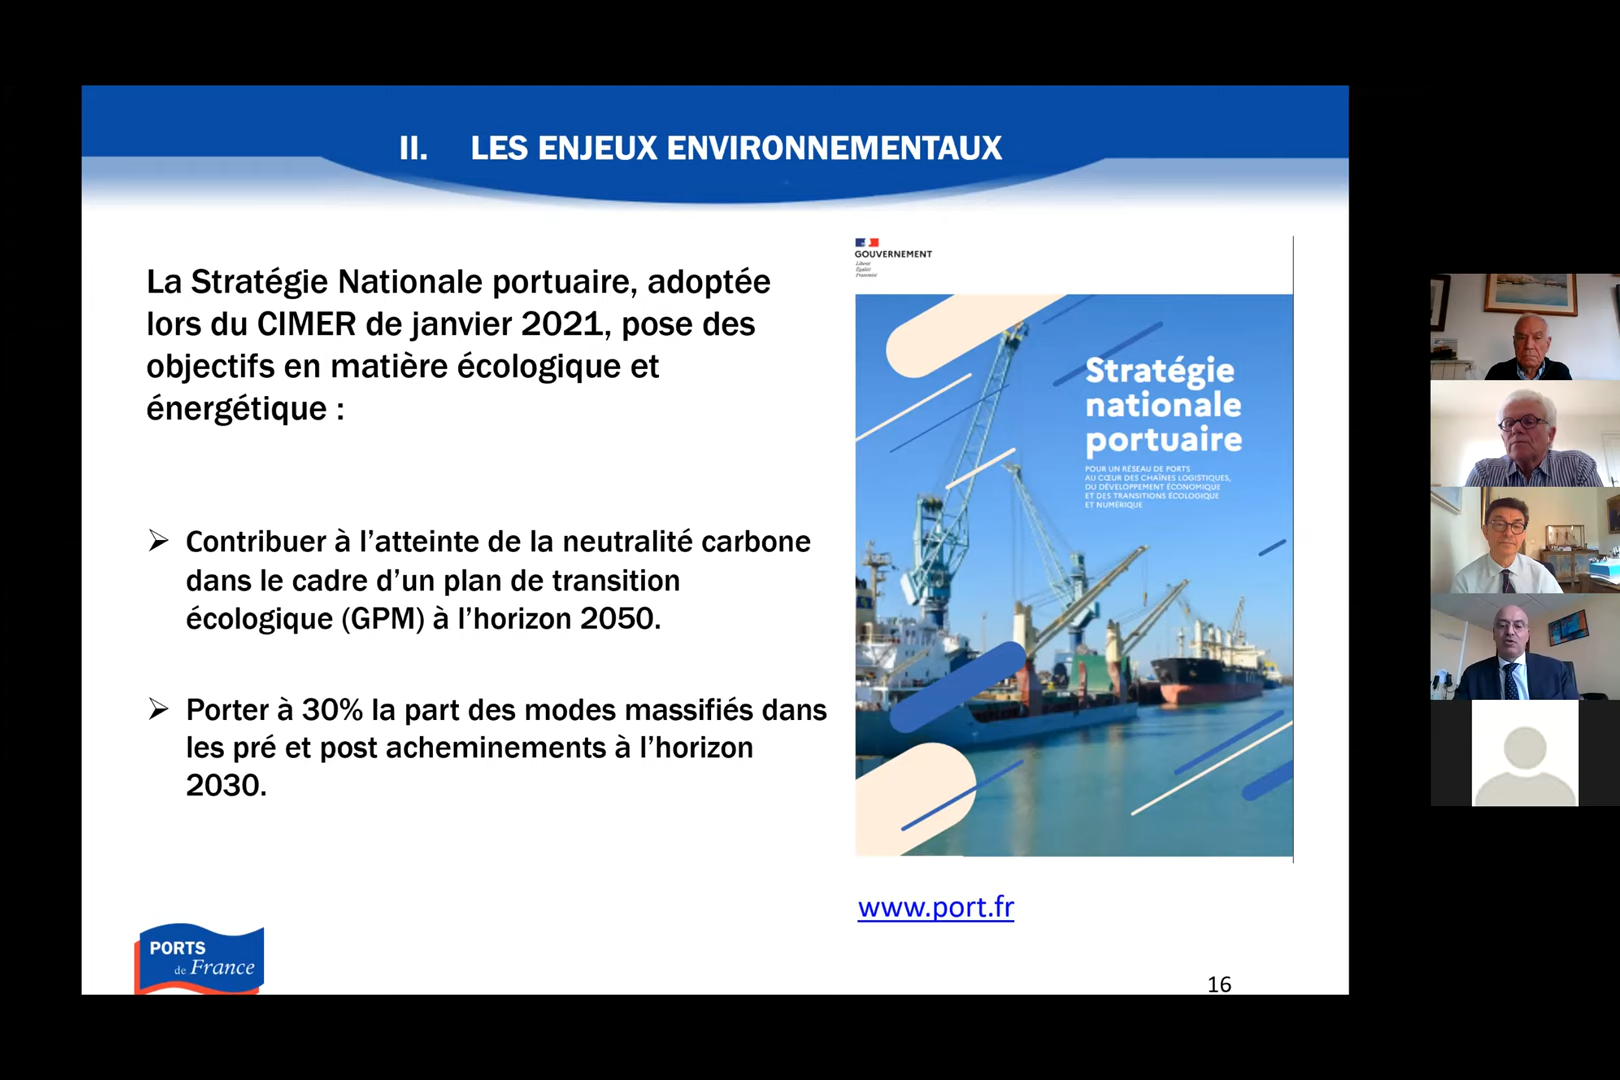 II. LES ENJEUX ENVIRONNEMENTAUX
La Stratégie Nationale portuaire, adoptée
lors du CIMER de janvier 2021, pose des
objectifs en matière écologique et
énergétique :
➢ Contribuer à l’atteinte de la neutralité carbone
dans le cadre d’un plan de transition
écologique (GPM) à l’horizon 2050.
➢ Porter à 30% la part des modes massifiés dans
les pré et post acheminements à l’horizon
2030.
GOUVERNEMENT
Liberté
Égalité
Fraternité
Stratégie
nationale
portuaire
POUR UN RÉSEAU DE PORTS
AU CŒUR DES CHAÎNES LOGISTIQUES,
DU DÉVELOPPEMENT ÉCONOMIQUE
ET DES TRANSITIONS ÉCOLOGIQUE
ET NUMÉRIQUE
www.port.fr
PORTS
de France
16